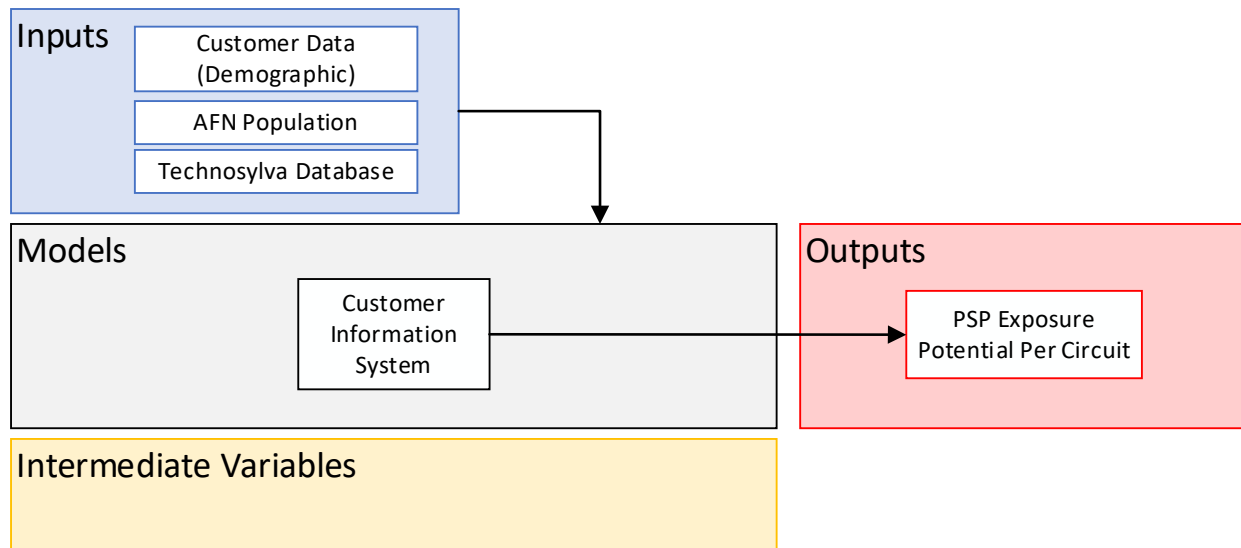 Inputs
Customer Data
(Demographic)
AFN Population
Technosylva Database
Models
Customer
Information
System
Outputs
PSP Exposure
Potential Per Circuit
Intermediate Variables